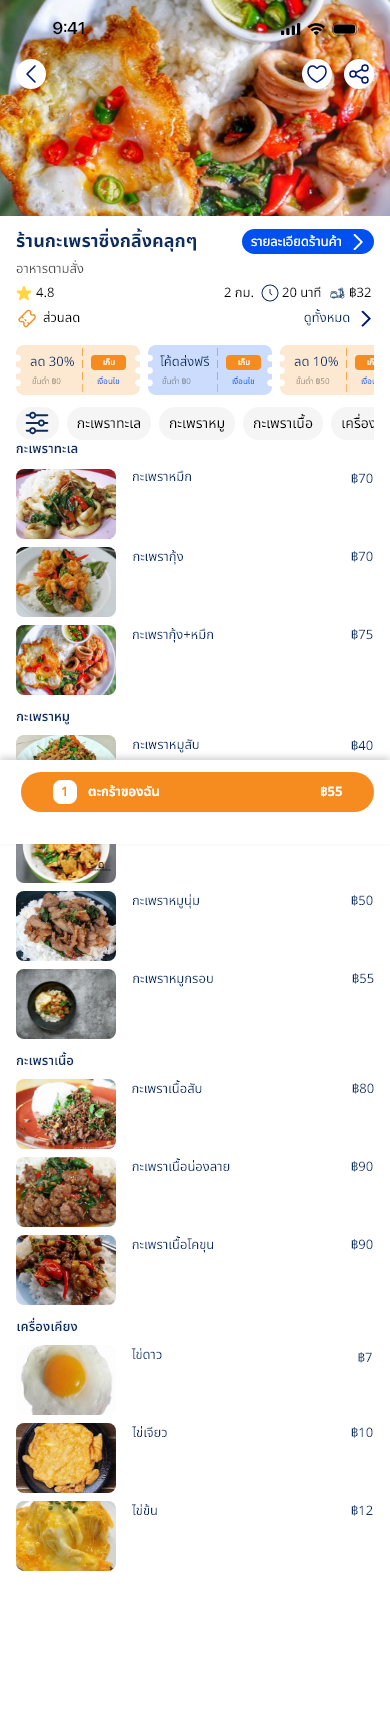 9:41
ร้านกะเพราซิ่งกลิ้งคลุกๆ
รายละเอียดร้านค้า
อาหารตามสั่ง
4.8
2 กม. 20 นาที ฿32
ส่วนลด
ดูทั้งหมด
ลด 30% เก็บ
ขั้นต่ำ ฿0 เงื่อนไข
โค้ดส่งฟรี เก็บ
ขั้นต่ำ ฿0 เงื่อนไข
ลด 10%
ขั้นต่ำ ฿50
กะเพราทะเล กะเพราหมู กะเพราเนื้อ เครื่อง
กะเพราทะเล
กะเพราหมึก ฿70
กะเพรากุ้ง ฿70
กะเพรากุ้ง+หมึก ฿75
กะเพราหมู
กะเพราหมูสับ ฿40
1 ตะกร้าของฉัน ฿55
กะเพราหมูนุ่ม ฿50
กะเพราหมูกรอบ ฿55
กะเพราเนื้อ
กะเพราเนื้อสับ ฿80
กะเพราเนื้อน่องลาย ฿90
กะเพราเนื้อโคขุน ฿90
เครื่องเคียง
ไข่ดาว ฿7
ไข่เจียว ฿10
ไข่ข้น ฿12